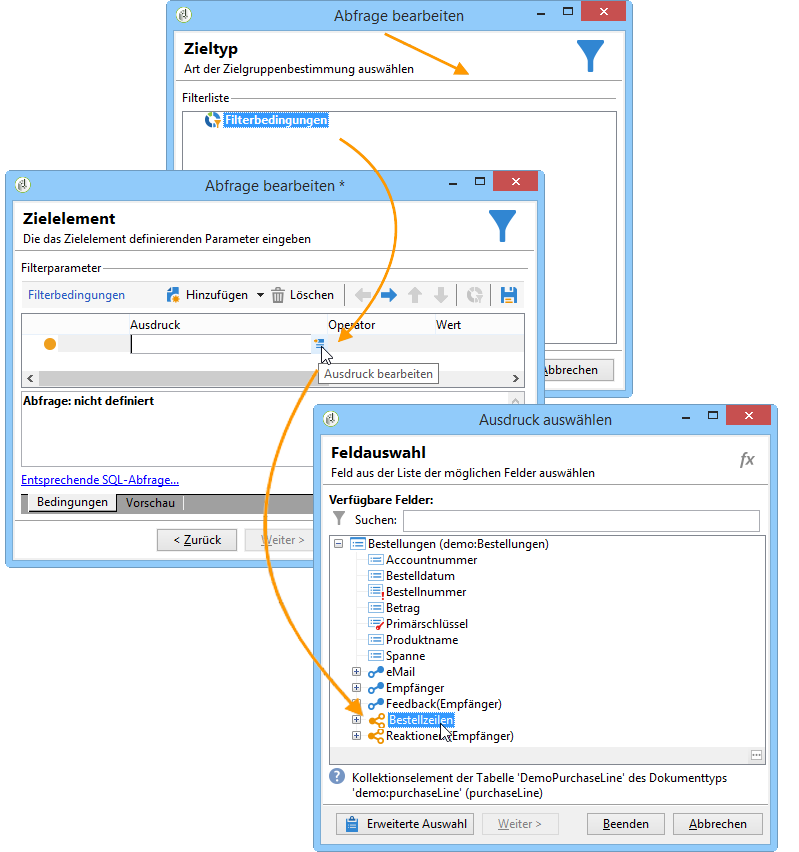 Abfrage bearbeiten
Zieltyp
Art der Zielgruppenbestimmung auswählen
Filterliste
Filterbedingungen
Abbrechen
Abfrage bearbeiten *
Zielelement
Die das Zielelement definierenden Parameter eingeben
Filterparameter
Filterbedingungen Hinzufügen Löschen
Ausdruck Operator Wert
Ausdruck bearbeiten
Abfrage: nicht definiert
Entsprechende SQL-Abfrage...
Bedingungen Vorschau
< Zurück Weiter >
Ausdruck auswählen
Feldauswahl
Feld aus der Liste der möglichen Felder auswählen
fx
Verfügbare Felder:
Suchen:
Bestellungen (demo:Bestellungen)
Accountnummer
Bestelldatum
Bestellnummer
Betrag
Primärschlüssel
Produktname
Spanne
eMail
Empfänger
Feedback(Empfänger)
Bestellzeilen
Reaktionen (Empfänger)
Kollektionselement der Tabelle 'DemoPurchaseLine' des Dokumenttyps
'demo:purchaseLine' (purchaseLine)
Erweiterte Auswahl Weiter > Beenden Abbrechen